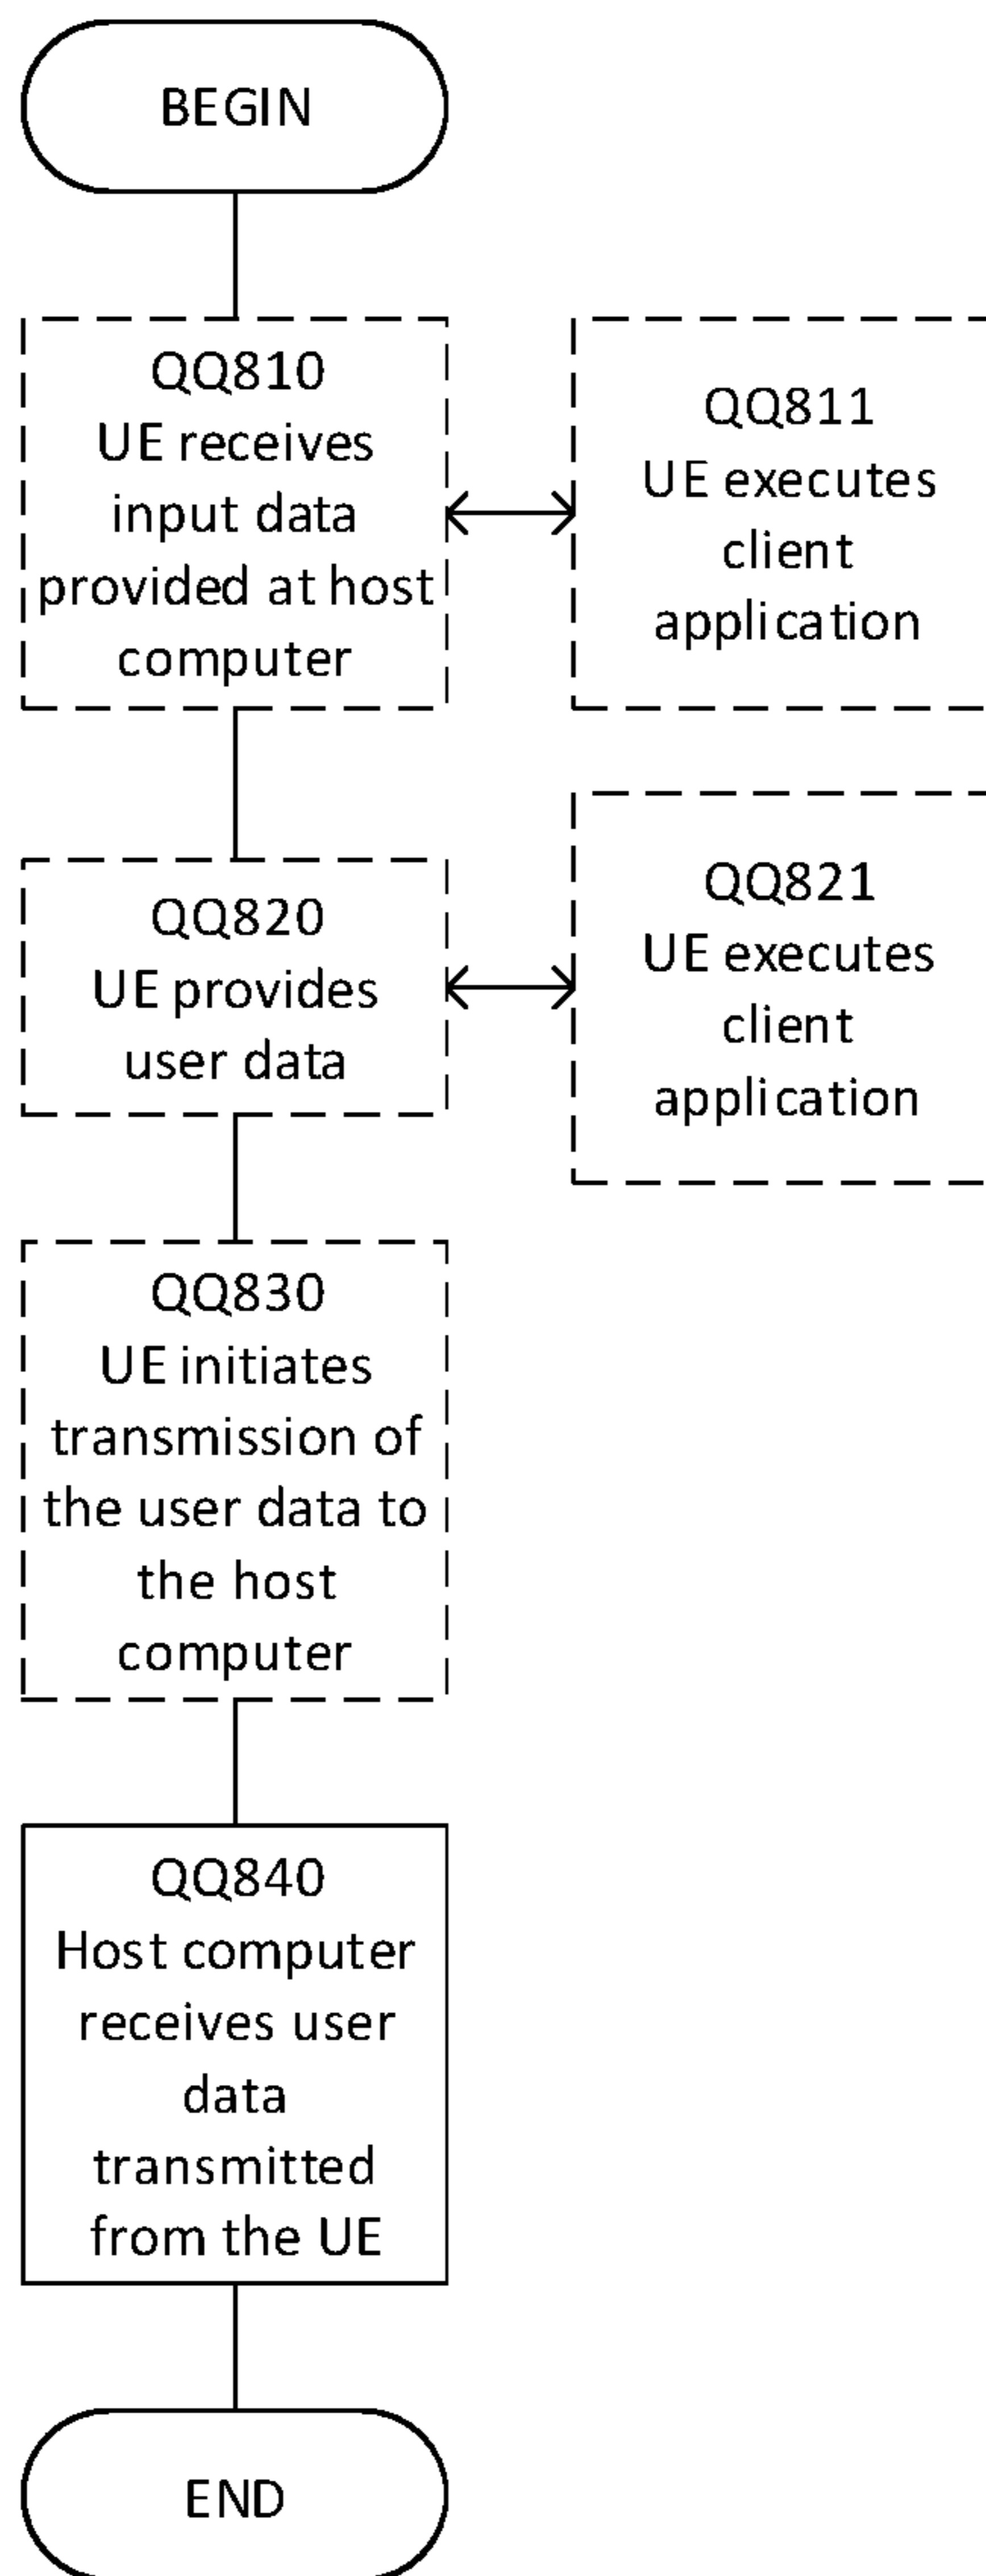 BEGIN
QQ810
UE receives
input data
provided at host
computer
QQ811
UE executes
client
application
QQ820
UE provides
user data
QQ821
UE executes
client
application
QQ830
UE initiates
transmission of
the user data to
the host
computer
QQ840
Host computer
receives user
data
transmitted
from the UE
END